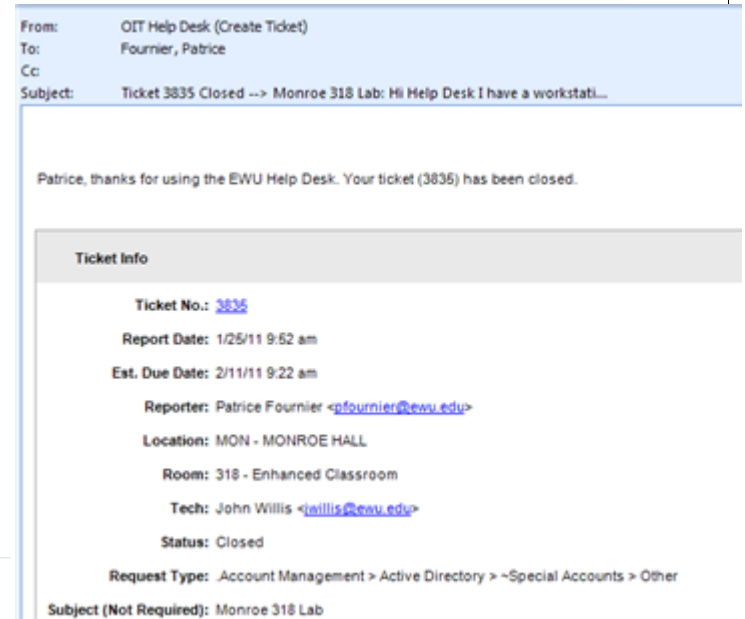 From: OIT Help Desk (Create Ticket)
To: Fournier, Patrice
Cc:
Subject: Ticket 3835 Closed --> Monroe 318 Lab: Hi Help Desk I have a workstati...
Patrice, thanks for using the EWU Help Desk. Your ticket (3835) has been closed.
Ticket Info
Ticket No.: 3835
Report Date: 1/25/11 9:52 am
Est. Due Date: 2/11/11 9:22 am
Reporter: Patrice Fournier <pfournier@ewu.edu>
Location: MON - MONROE HALL
Room: 318 - Enhanced Classroom
Tech: John Willis <jwillis@ewu.edu>
Status: Closed
Request Type: .Account Management > Active Directory > ~Special Accounts > Other
Subject (Not Required): Monroe 318 Lab